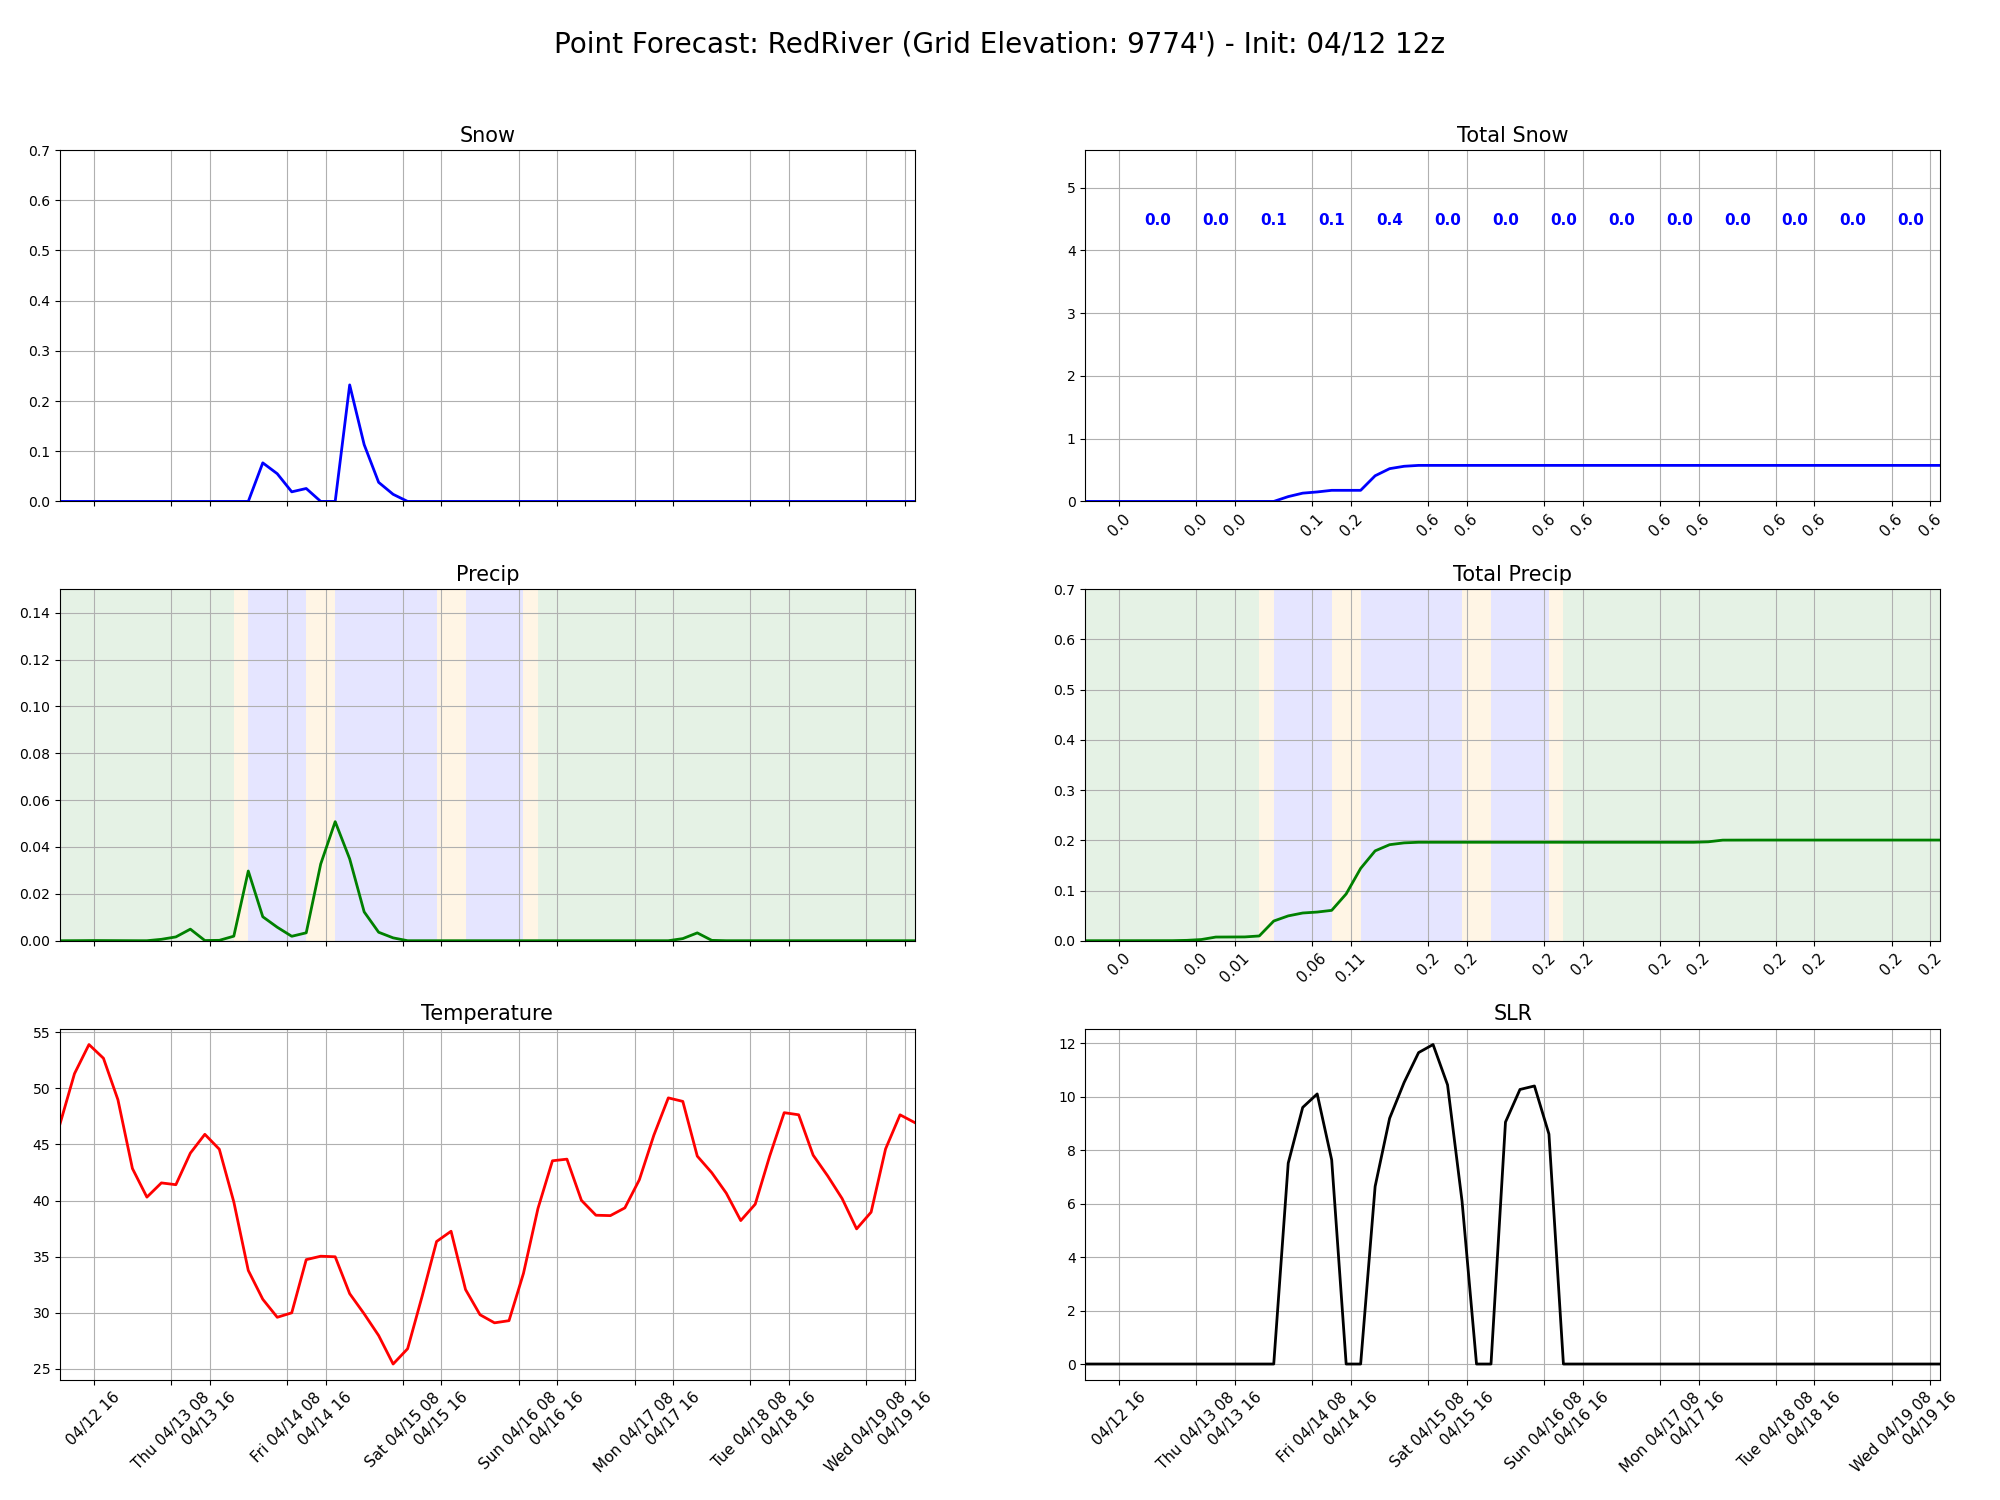 Point Forecast: RedRiver (Grid Elevation: 9774') - Init: 04/12 12z
Snow
0.7
0.6
0.5
0.4
0.3
0.2
0.1
0.0
Total Snow
5
4
3
2
1
0
0.0 0.0 0.1 0.1 0.4 0.0 0.0 0.0 0.0 0.0 0.0 0.0 0.0 0.0
0.0 0.0 0.0 0.1 0.2 0.6 0.6 0.6 0.6 0.6 0.6 0.6 0.6 0.6 0.6
Precip
0.14
0.12
0.10
0.08
0.06
0.04
0.02
0.00
Total Precip
0.7
0.6
0.5
0.4
0.3
0.2
0.1
0.0
0.0 0.0 0.01 0.06 0.11 0.2 0.2 0.2 0.2 0.2 0.2 0.2 0.2 0.2 0.2
Temperature
55
50
45
40
35
30
25
04/12 16
Thu 04/13 08
04/13 16
Fri 04/14 08
04/14 16
Sat 04/15 08
04/15 16
Sun 04/16 08
04/16 16
Mon 04/17 08
04/17 16
Tue 04/18 08
04/18 16
Wed 04/19 08
04/19 16
SLR
12
10
8
6
4
2
0
04/12 16
Thu 04/13 08
04/13 16
Fri 04/14 08
04/14 16
Sat 04/15 08
04/15 16
Sun 04/16 08
04/16 16
Mon 04/17 08
04/17 16
Tue 04/18 08
04/18 16
Wed 04/19 08
04/19 16